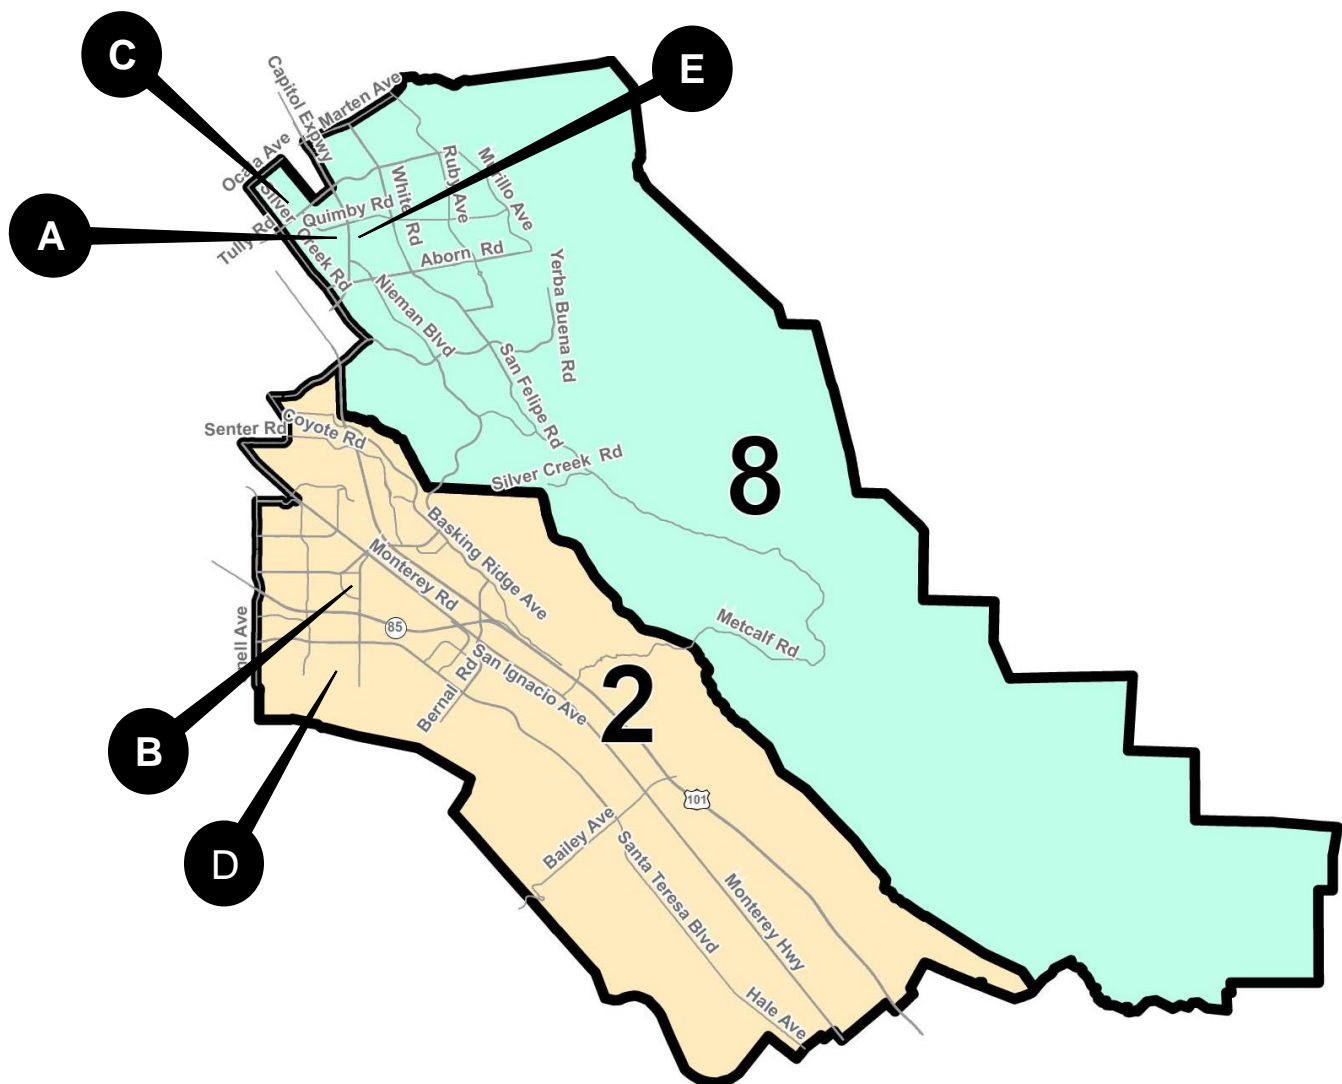 C
E
Capitol Expwy
Marten Ave
Ocala Ave
Silver Creek Rd
A
Tully Rd
Quimby Rd
White Rd
Ruby Ave
Murillo Ave
Aborn Rd
Nieman Blvd
Yerba Buena Rd
San Felipe Rd
Senter Rd
Coyote Rd
Silver Creek Rd
8
Basking Ridge Ave
Monterey Rd
85
nell Ave
Metcalf Rd
San Ignacio Ave
Bernal Rd
2
B
D
101
Bailey Ave
Santa Teresa Blvd
Monterey Hwy
Hale Ave